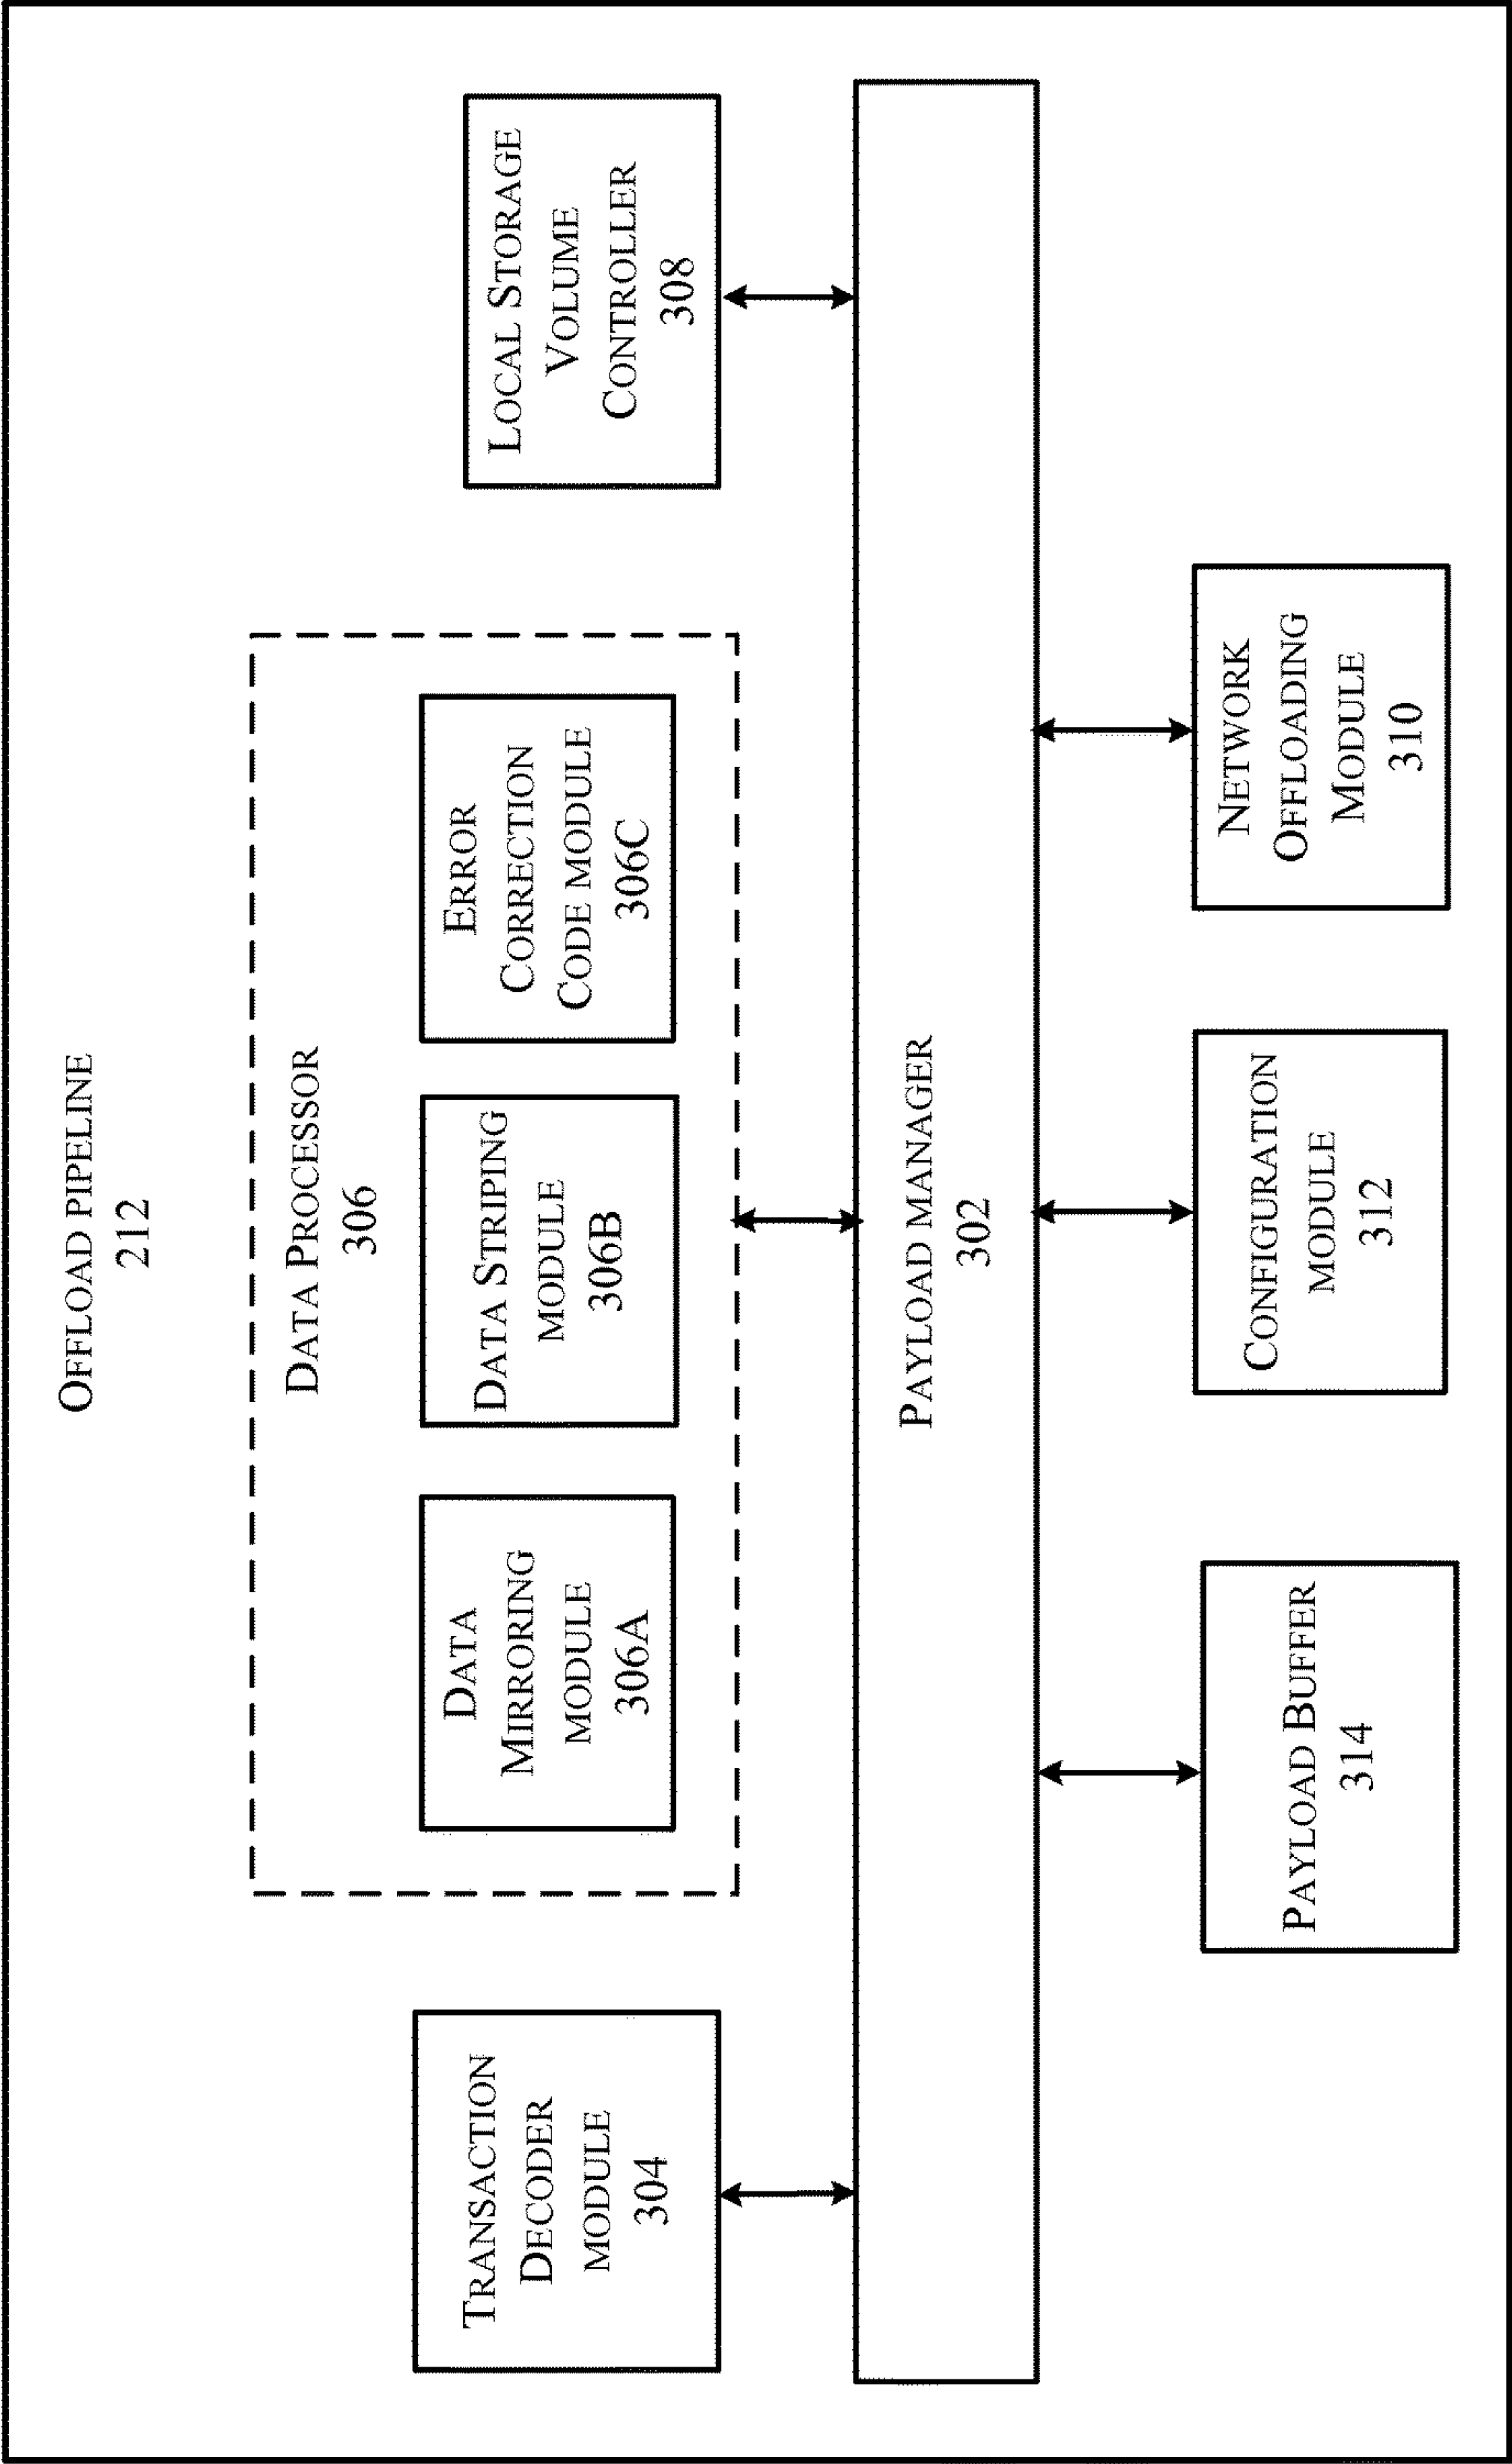 OFFLOAD PIPELINE
212
DATA PROCESSOR
306
TRANSACTION
DECODER
MODULE
304
DATA
MIRRORING
MODULE
306A
DATA STRIPING
MODULE
306B
ERROR
CORRECTION
CODE MODULE
306C
LOCAL STORAGE
VOLUME
CONTROLLER
308
PAYLOAD MANAGER
302
PAYLOAD BUFFER
314
CONFIGURATION
MODULE
312
NETWORK
OFFLOADING
MODULE
310